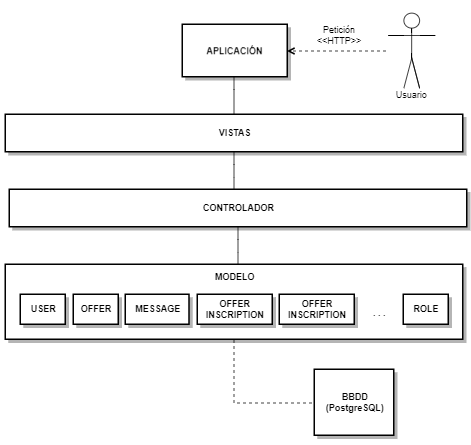 Petición
<<HTTP>>
APLICACIÓN
Usuario
VISTAS
CONTROLADOR
MODELO
USER
OFFER
MESSAGE
OFFER
INSCRIPTION
OFFER
INSCRIPTION
...
ROLE
BBDD
(PostgreSQL)